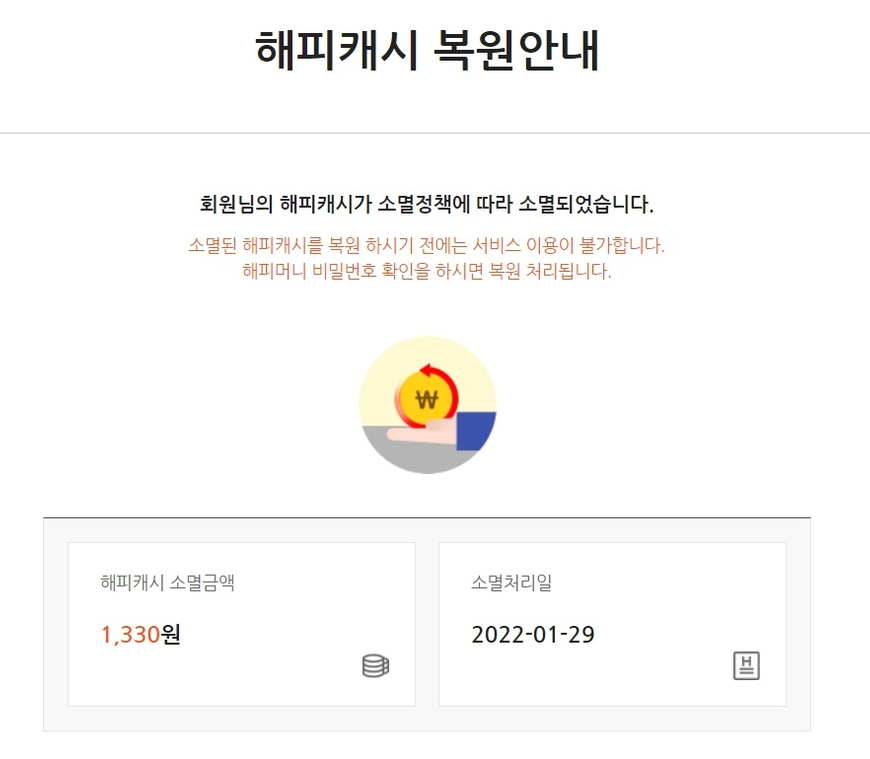 해피캐시 복원안내
회원님의 해피캐시가 소멸정책에 따라 소멸되었습니다.
소멸된 해피캐시를 복원 하시기 전에는 서비스 이용이 불가합니다.
해피머니 비밀번호 확인을 하시면 복원 처리됩니다.
₩
해피캐시 소멸금액
1,330원
소멸처리일
2022-01-29
H